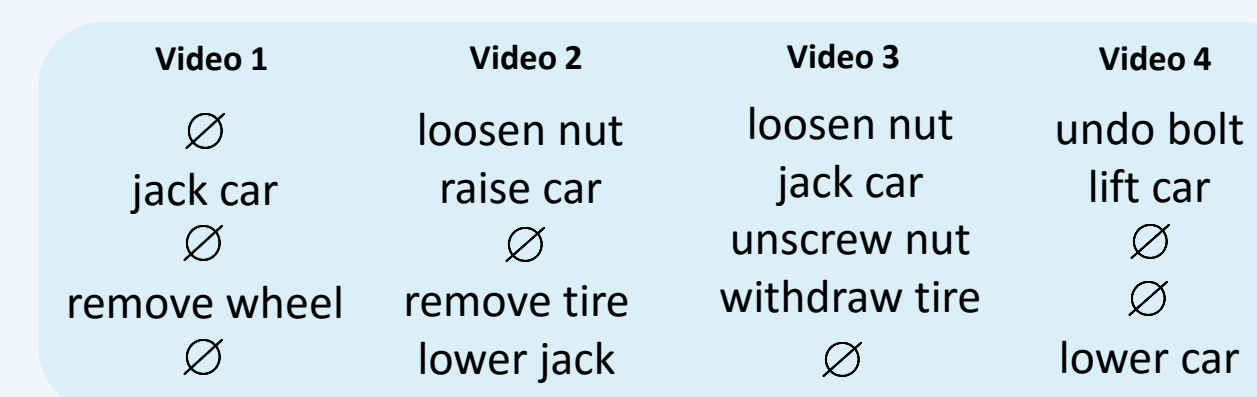 Video 1 Video 2 Video 3 Video 4
∅ loosen nut loosen nut undo bolt
jack car raise car jack car lift car
∅ ∅ unscrew nut ∅
remove wheel remove tire withdraw tire ∅
∅ lower jack ∅ lower car